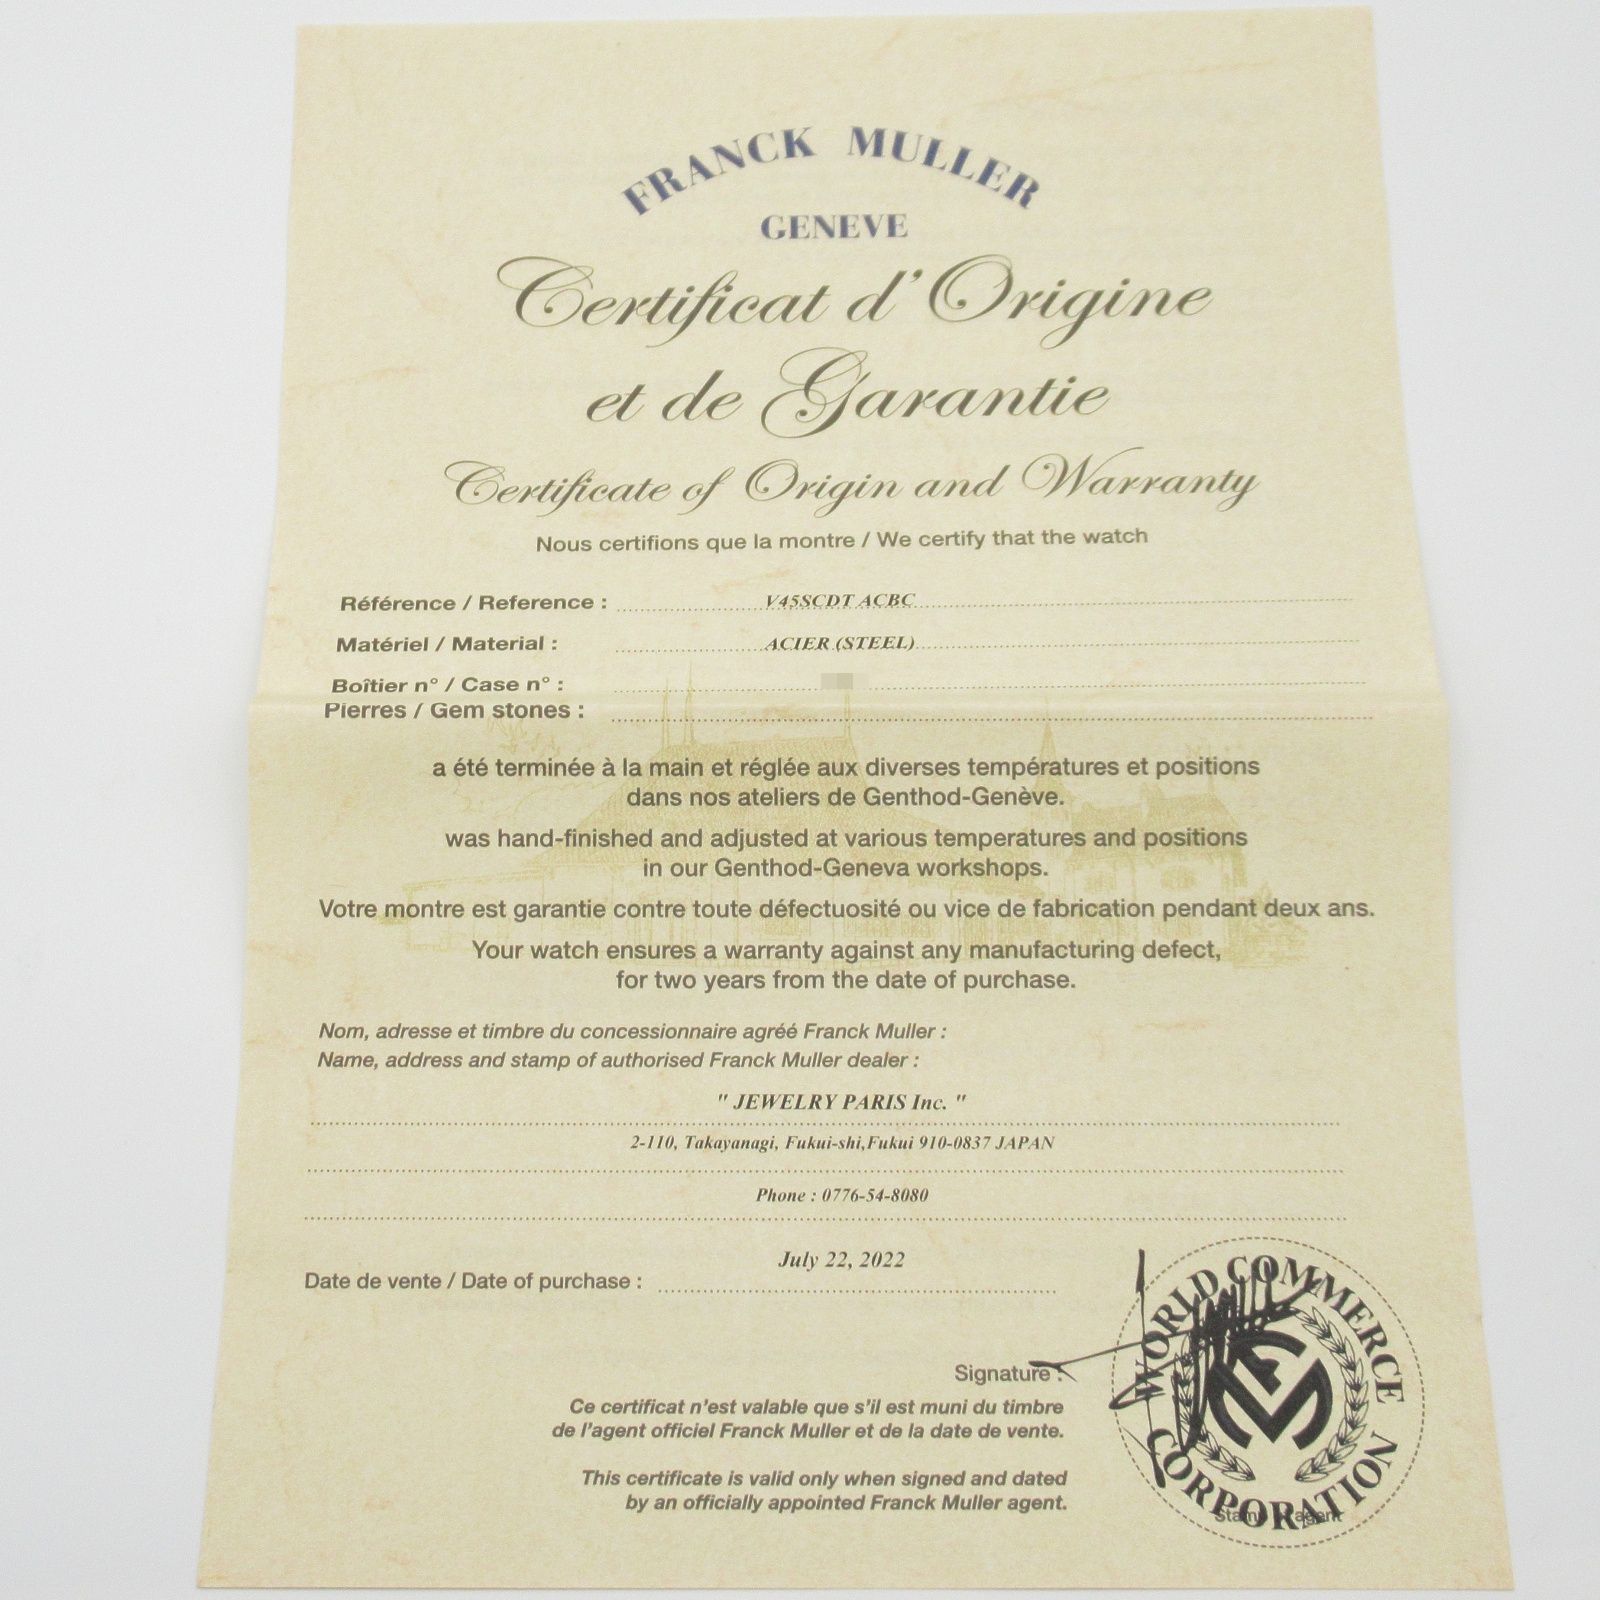 FRANCK MULLER
GENEVE
Certificat d'Origine
et de Garantie
Certificate of Origin and Warranty
Nous certifions que la montre / We certify that the watch
Référence / Reference : V45SCDT ACBC
Matériel / Material : ACIER (STEEL)
Boîtier n° / Case n° :
Pierres / Gem stones :
a été terminée à la main et réglée aux diverses températures et positions
dans nos ateliers de Genthod-Genève.
was hand-finished and adjusted at various temperatures and positions
in our Genthod-Geneva workshops.
Votre montre est garantie contre toute défectuosité ou vice de fabrication pendant deux ans.
Your watch ensures a warranty against any manufacturing defect,
for two years from the date of purchase.
Nom, adresse et timbre du concessionnaire agréé Franck Muller :
Name, address and stamp of authorised Franck Muller dealer :
" JEWELRY PARIS Inc. "
2-110, Takayanagi, Fukui-shi,Fukui 910-0837 JAPAN
Phone : 0776-54-8080
July 22, 2022
Date de vente / Date of purchase :
Signature :
Ce certificat n'est valable que s'il est muni du timbre
de l'agent officiel Franck Muller et de la date de vente.
This certificate is valid only when signed and dated
by an officially appointed Franck Muller agent.
WORLD COMMERCE
CORPORATION